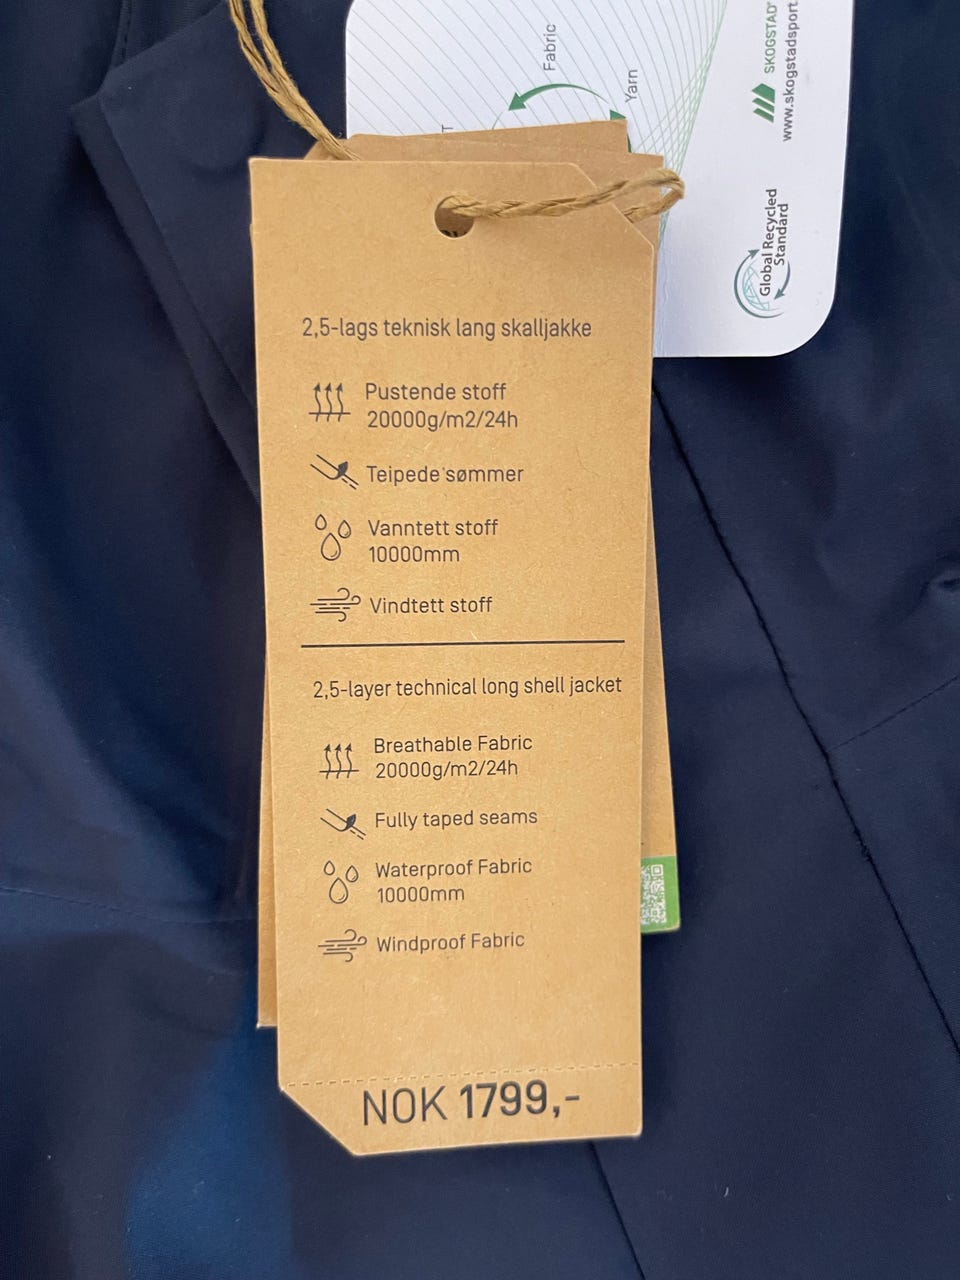 Fabric
Yarn
SKOGSTAD
www.skogstadsport.
Global Recycled
Standard
2,5-lags teknisk lang skalljakke
Pustende stoff
20000g/m2/24h
Teipede sømmer
Vanntett stoff
10000mm
Vindtett stoff
2,5-layer technical long shell jacket
Breathable Fabric
20000g/m2/24h
Fully taped seams
Waterproof Fabric
10000mm
Windproof Fabric
NOK 1799,-